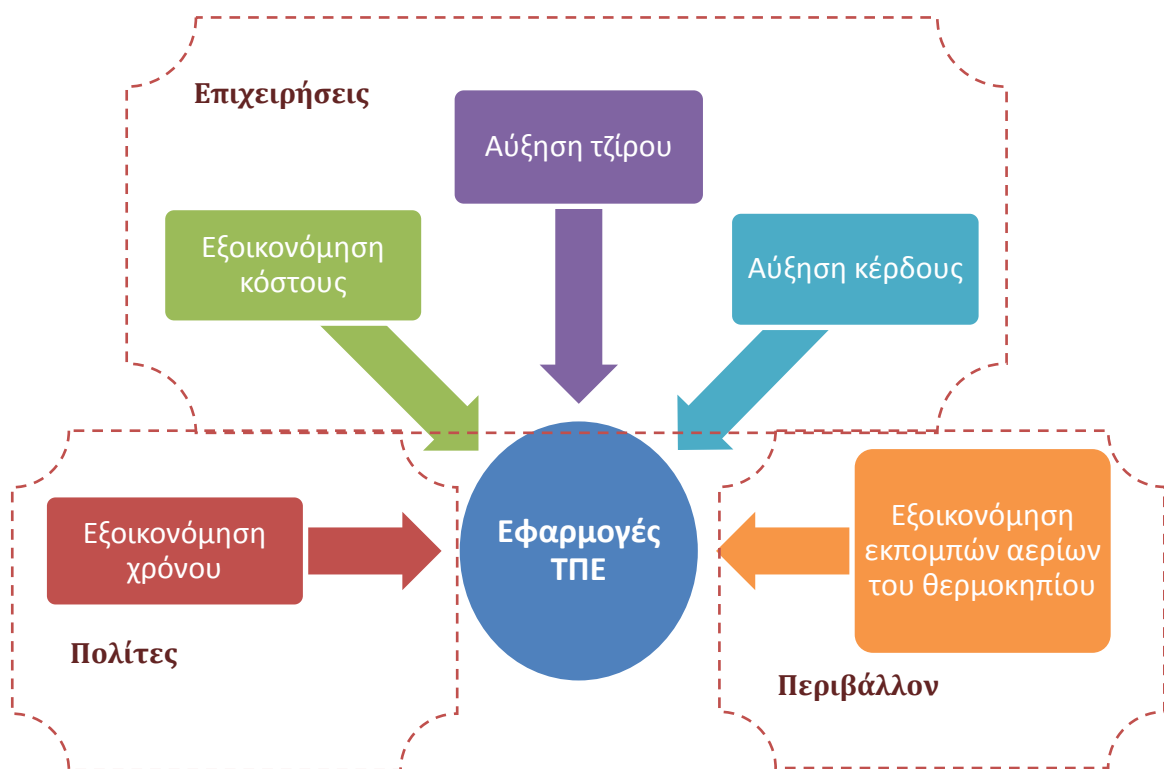 Επιχειρήσεις
Αύξηση τζίρου
Εξοικονόμηση
κόστους
Αύξηση κέρδους
Εξοικονόμηση
χρόνου
Πολίτες
Εφαρμογές
ΤΠΕ
Εξοικονόμηση
εκπομπών αερίων
του θερμοκηπίου
Περιβάλλον